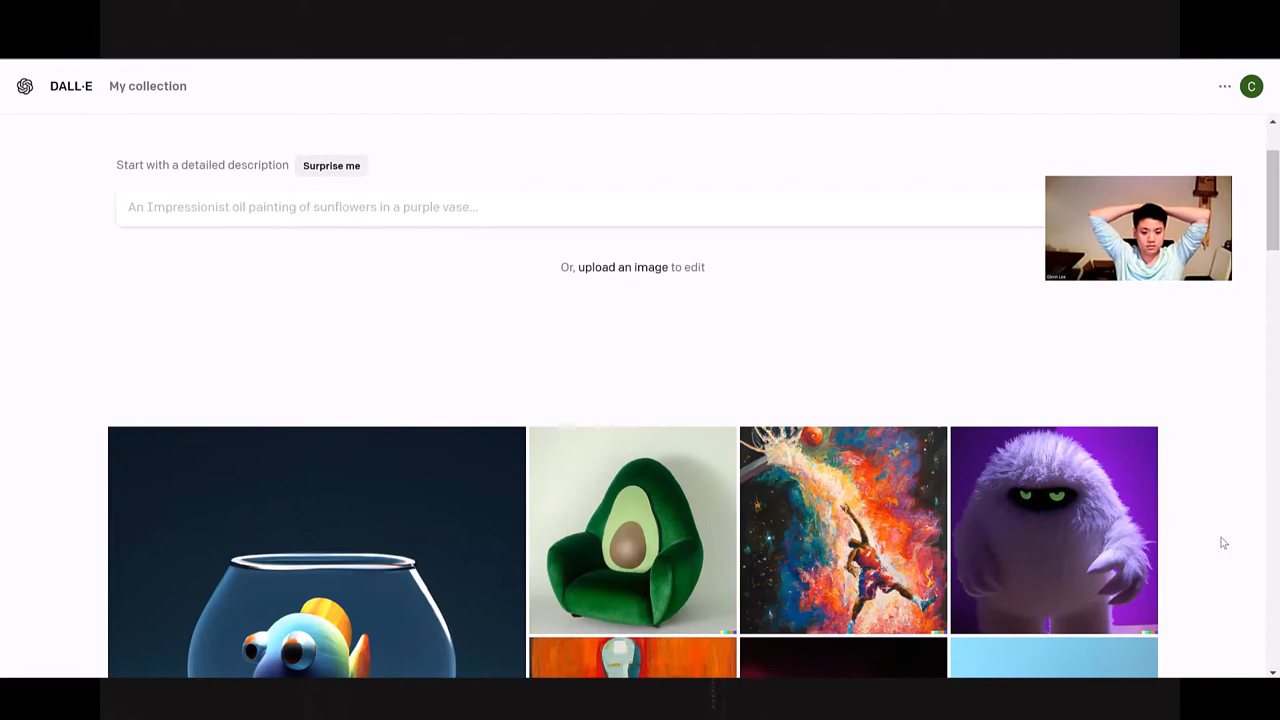 DALL·E My collection
C
Start with a detailed description Surprise me
An Impressionist oil painting of sunflowers in a purple vase...
Or, upload an image to edit